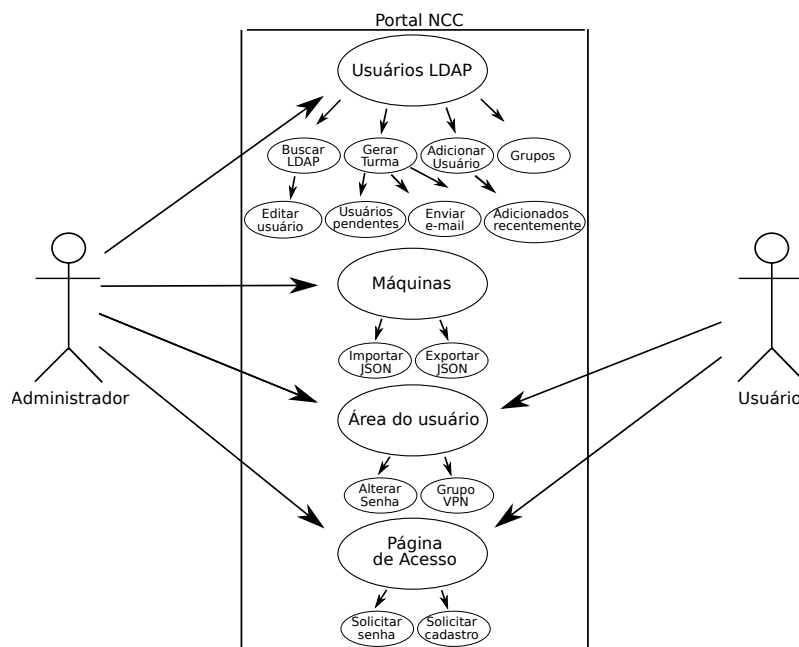 Portal NCC
Usuários LDAP
Buscar
LDAP
Gerar
Turma
Adicionar
Usuário
Grupos
Editar
usuário
Usuários
pendentes
Enviar
e-mail
Adicionados
recentemente
Máquinas
Importar
JSON
Exportar
JSON
Administrador
Usuário
Área do usuário
Alterar
Senha
Grupo
VPN
Página
de Acesso
Solicitar
senha
Solicitar
cadastro